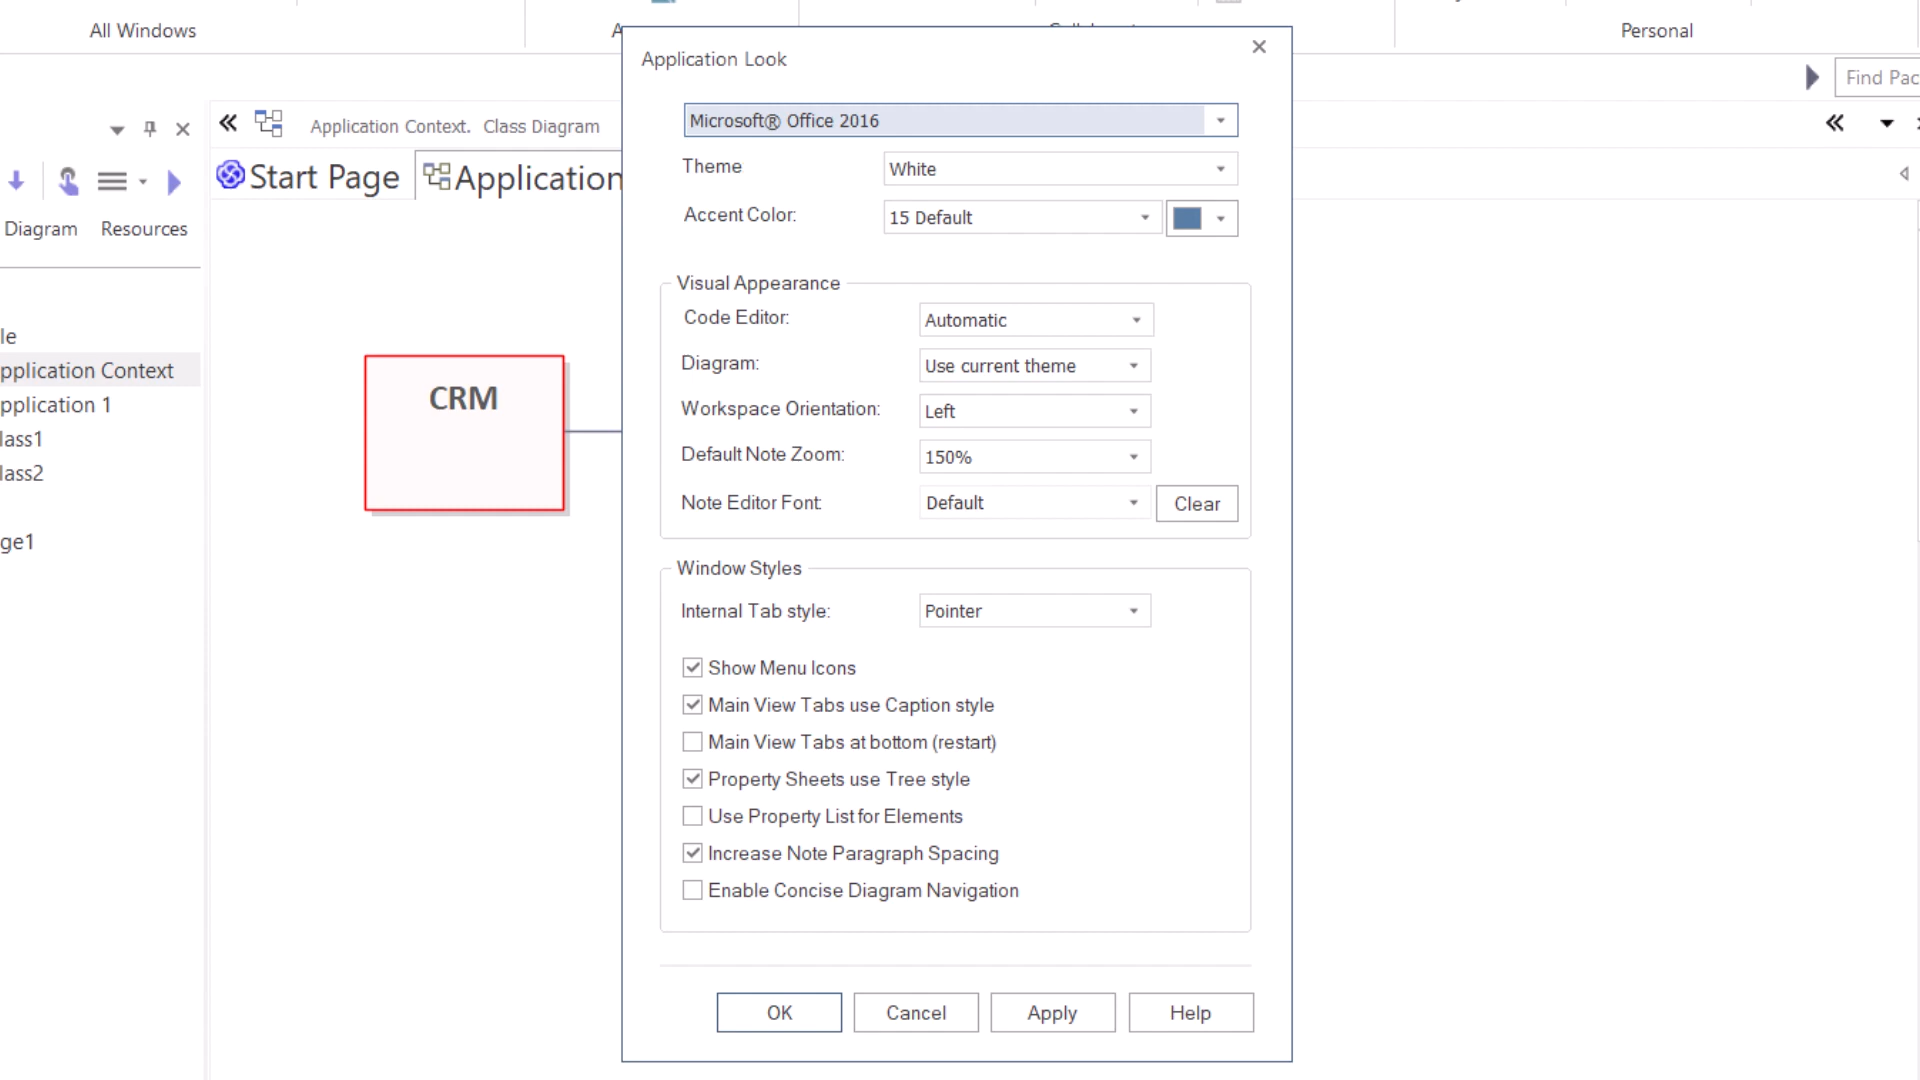 All Windows
Personal
Application Look
Find Pac
Microsoft® Office 2016
Application Context. Class Diagram
Theme
White
Start Page
Application
Accent Color:
15 Default
Diagram
Resources
Visual Appearance
Code Editor:
Automatic
Diagram:
Use current theme
Workspace Orientation:
Left
Default Note Zoom:
150%
Note Editor Font:
Default
Clear
le
pplication Context
pplication 1
lass1
lass2
ge1
CRM
Window Styles
Internal Tab style:
Pointer
Show Menu Icons
Main View Tabs use Caption style
Main View Tabs at bottom (restart)
Property Sheets use Tree style
Use Property List for Elements
Increase Note Paragraph Spacing
Enable Concise Diagram Navigation
OK
Cancel
Apply
Help